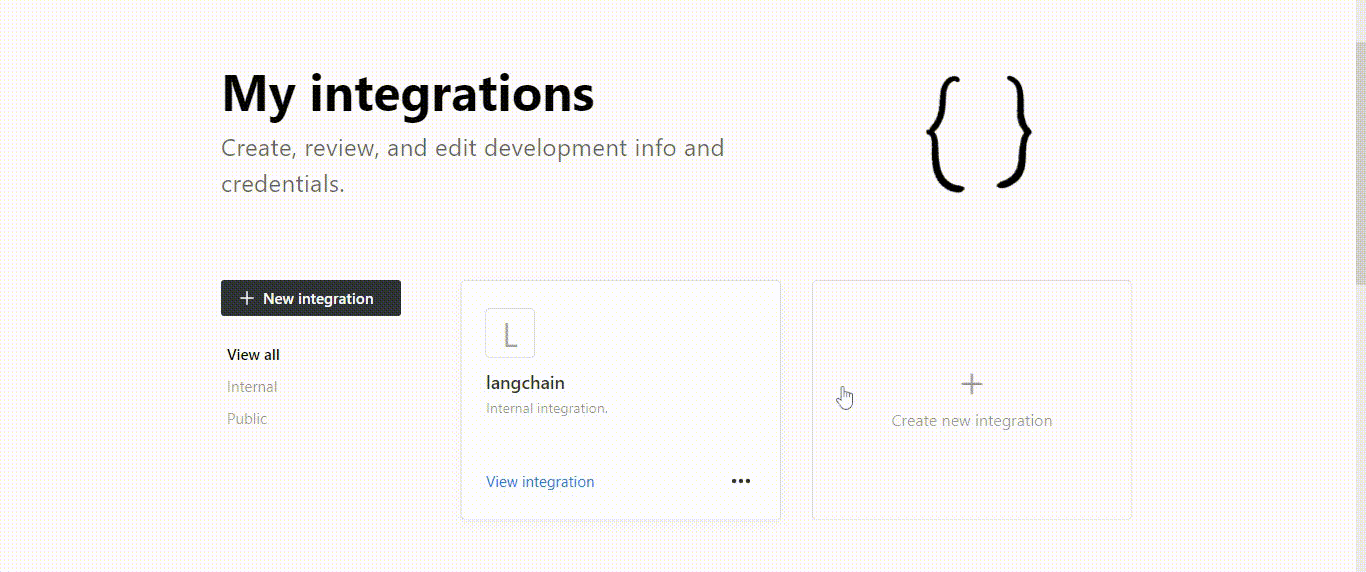 My integrations
Create, review, and edit development info and
credentials.
{ }
+ New integration
View all
Internal
Public
L
langchain
Internal integration.
View integration
•••
+
Create new integration